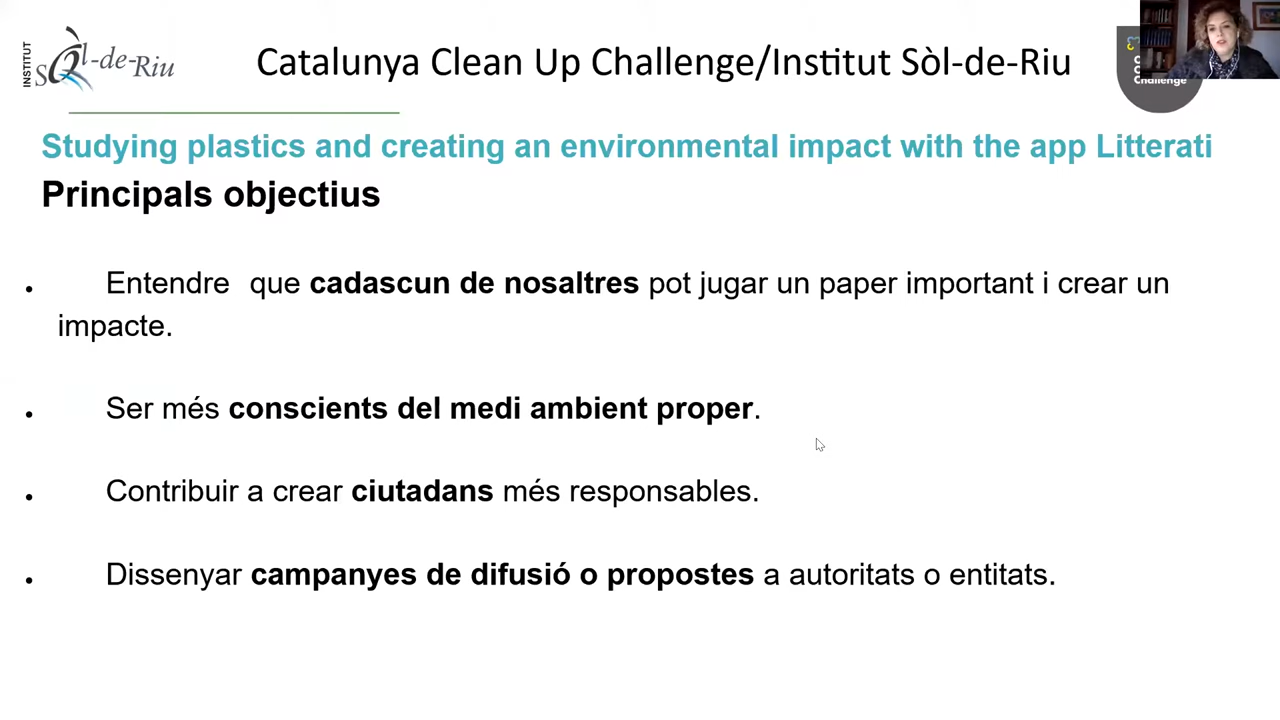 INSTITUT
SÒl-de-Riu
Catalunya Clean Up Challenge/Institut Sòl-de-Riu
Challenge
Studying plastics and creating an environmental impact with the app Litterati
Principals objectius
• Entendre que cadascun de nosaltres pot jugar un paper important i crear un
impacte.
• Ser més conscients del medi ambient proper.
• Contribuir a crear ciutadans més responsables.
• Dissenyar campanyes de difusió o propostes a autoritats o entitats.